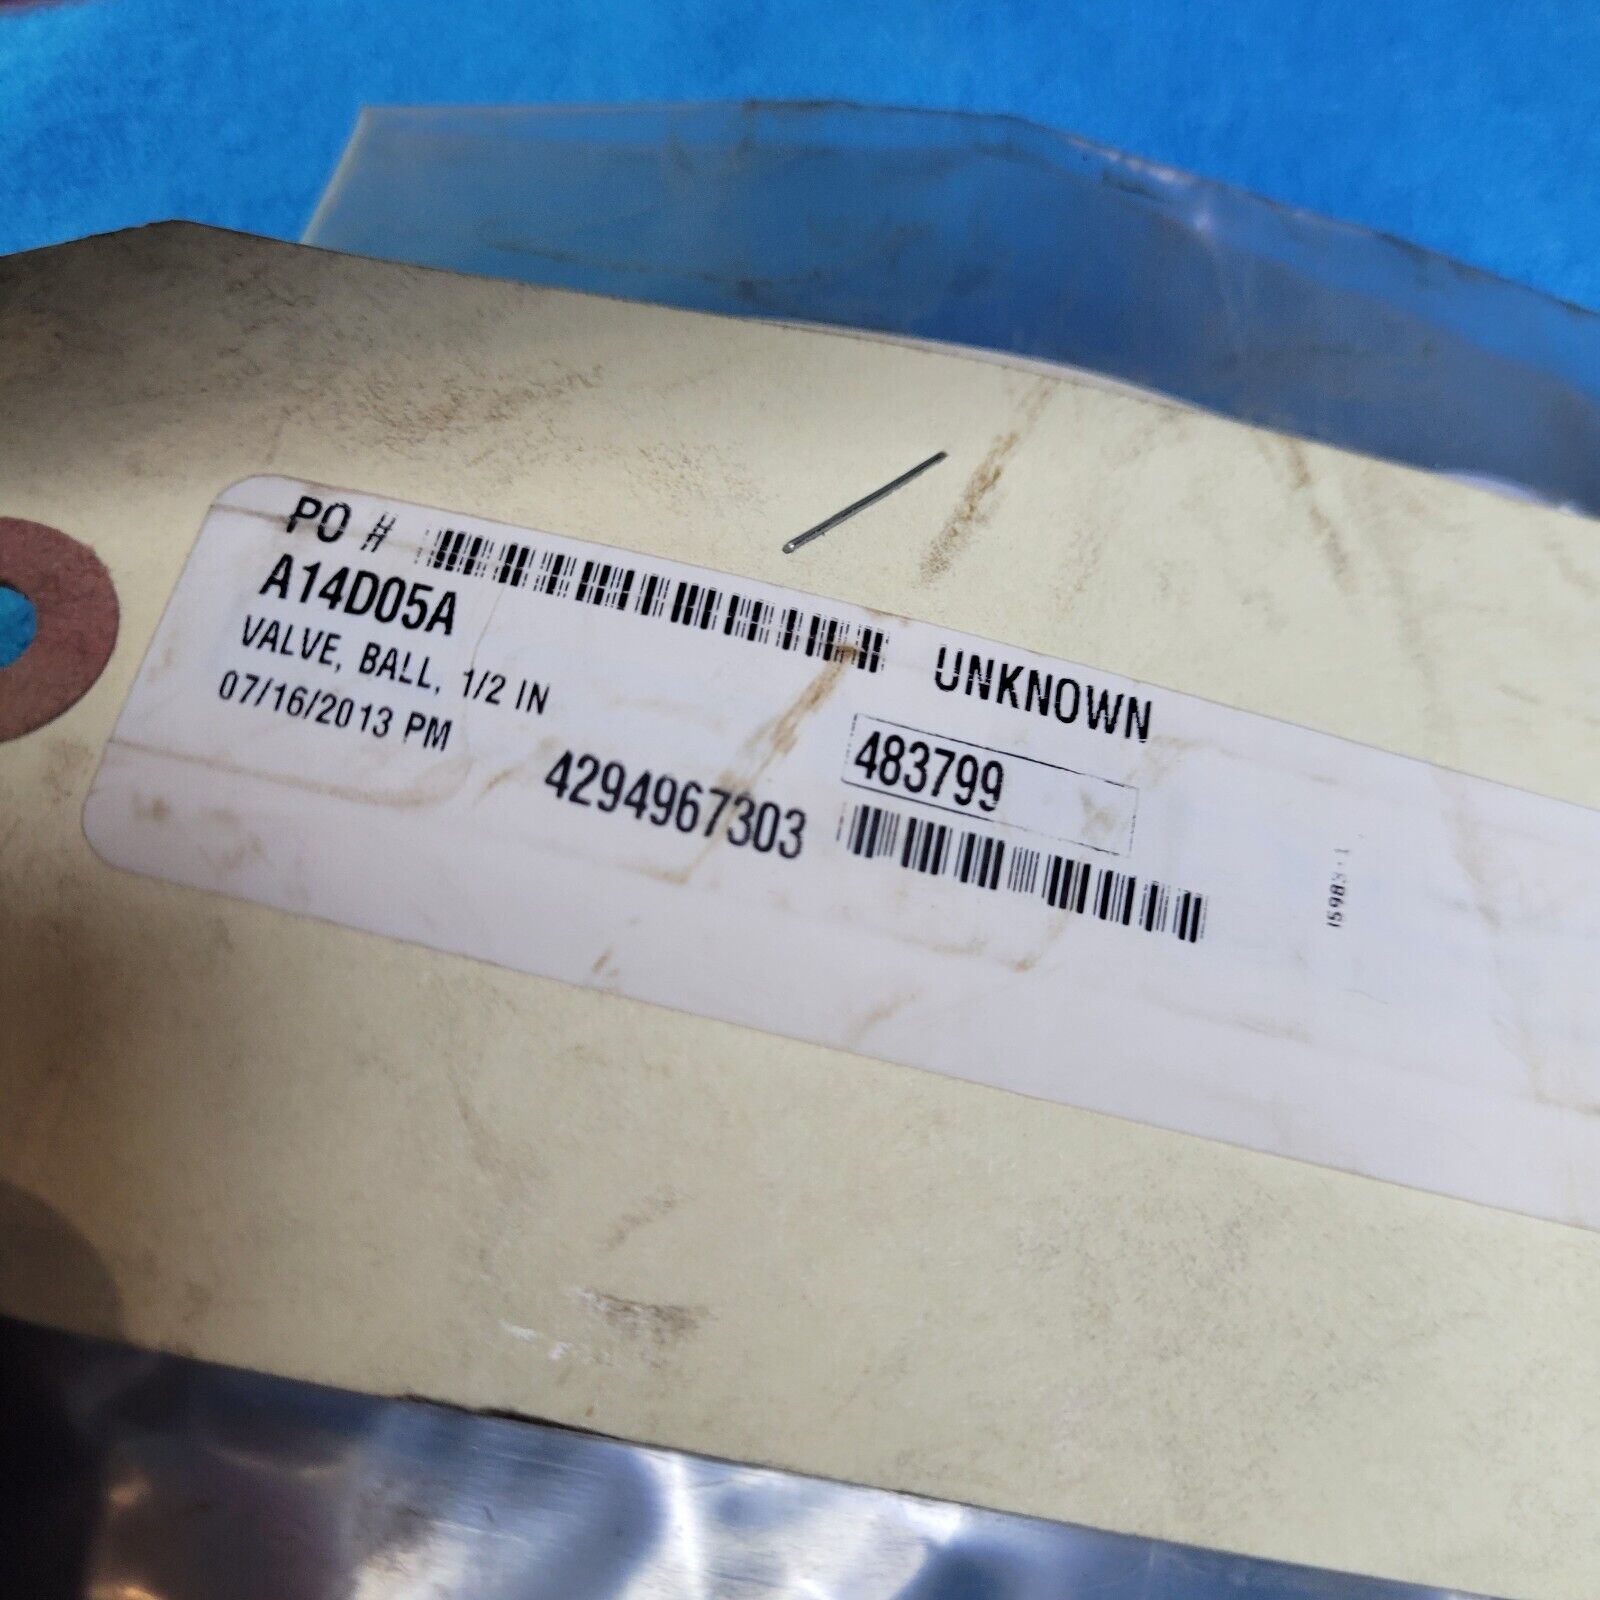 PO #
A14D05A
VALVE, BALL, 1/2 IN
07/16/2013 PM
UNKNOWN
483799
4294967303